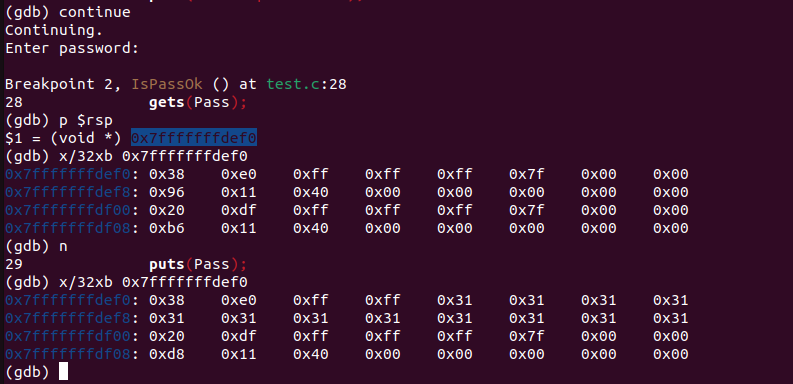 (gdb) continue
Continuing.
Enter password:
Breakpoint 2, IsPassOk () at test.c:28
28 gets(Pass);
(gdb) p $rsp
$1 = (void *) 0x7fffffffdef0
(gdb) x/32xb 0x7fffffffdef0
0x7fffffffdef0: 0x38 0xe0 0xff 0xff 0xff 0x7f 0x00 0x00
0x7fffffffdef8: 0x96 0x11 0x40 0x00 0x00 0x00 0x00 0x00
0x7fffffffdf00: 0x20 0xdf 0xff 0xff 0xff 0x7f 0x00 0x00
0x7fffffffdf08: 0xb6 0x11 0x40 0x00 0x00 0x00 0x00 0x00
(gdb) n
29 puts(Pass);
(gdb) x/32xb 0x7fffffffdef0
0x7fffffffdef0: 0x38 0xe0 0xff 0xff 0x31 0x31 0x31 0x31
0x7fffffffdef8: 0x31 0x31 0x31 0x31 0x31 0x31 0x31 0x31
0x7fffffffdf00: 0x20 0xdf 0xff 0xff 0xff 0x7f 0x00 0x00
0x7fffffffdf08: 0xd8 0x11 0x40 0x00 0x00 0x00 0x00 0x00
(gdb)